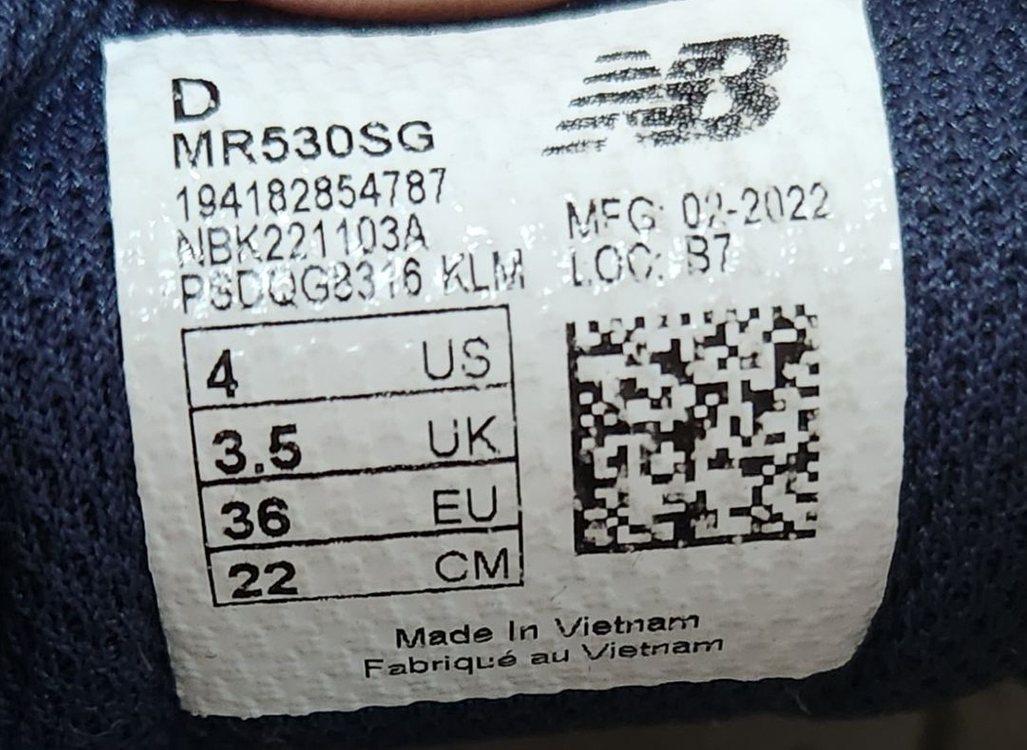 D
NB
MR530SG
194182854787
NBK221103A
PSDQG8316 KLM
MFG: 02-2022
LOC: B7
4 US
3.5 UK
36 EU
22 CM
Made In Vietnam
Fabriqué au Vietnam